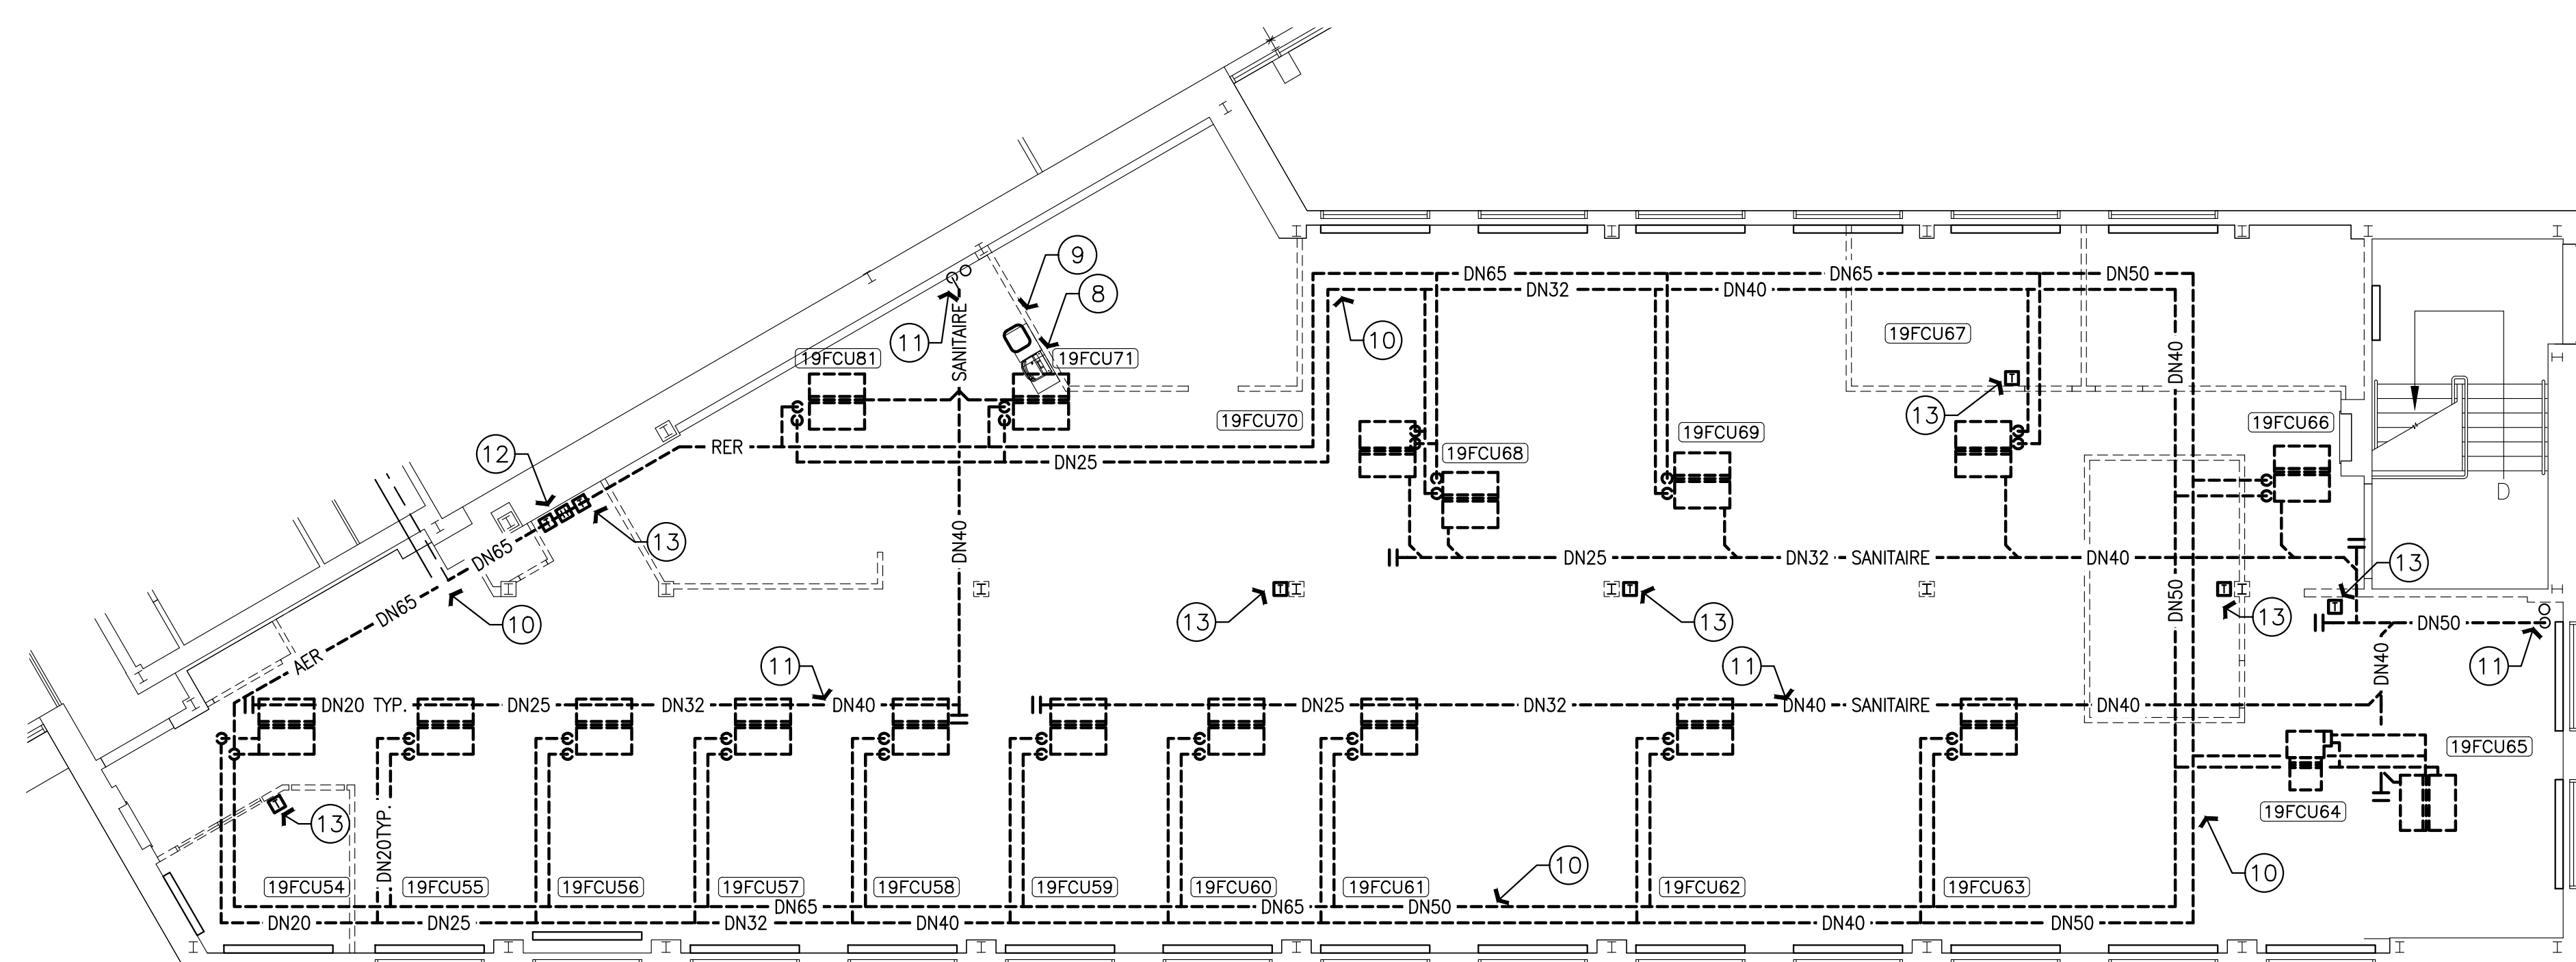 9
8
11
SANITAIRE
DN65
DN65
DN50
DN32
DN40
10
19FCU81
19FCU71
19FCU67
DN40
13
19FCU70
19FCU69
19FCU66
19FCU68
12
RER
DN25
13
D
DN65
DN40
DN25
DN32
SANITAIRE
DN40
13
T
T
T
T
T
DN65
10
13
13
13
DN50
DN50
AER
11
11
DN40
11
DN20 TYP.
DN25
DN32
DN40
DN25
DN32
DN40
SANITAIRE
DN40
19FCU65
T
13
DN20TYP.
19FCU64
10
10
19FCU54
19FCU55
19FCU56
19FCU57
19FCU58
19FCU59
19FCU60
19FCU61
19FCU62
19FCU63
DN65
DN65
DN50
DN20
DN25
DN32
DN40
DN40
DN50